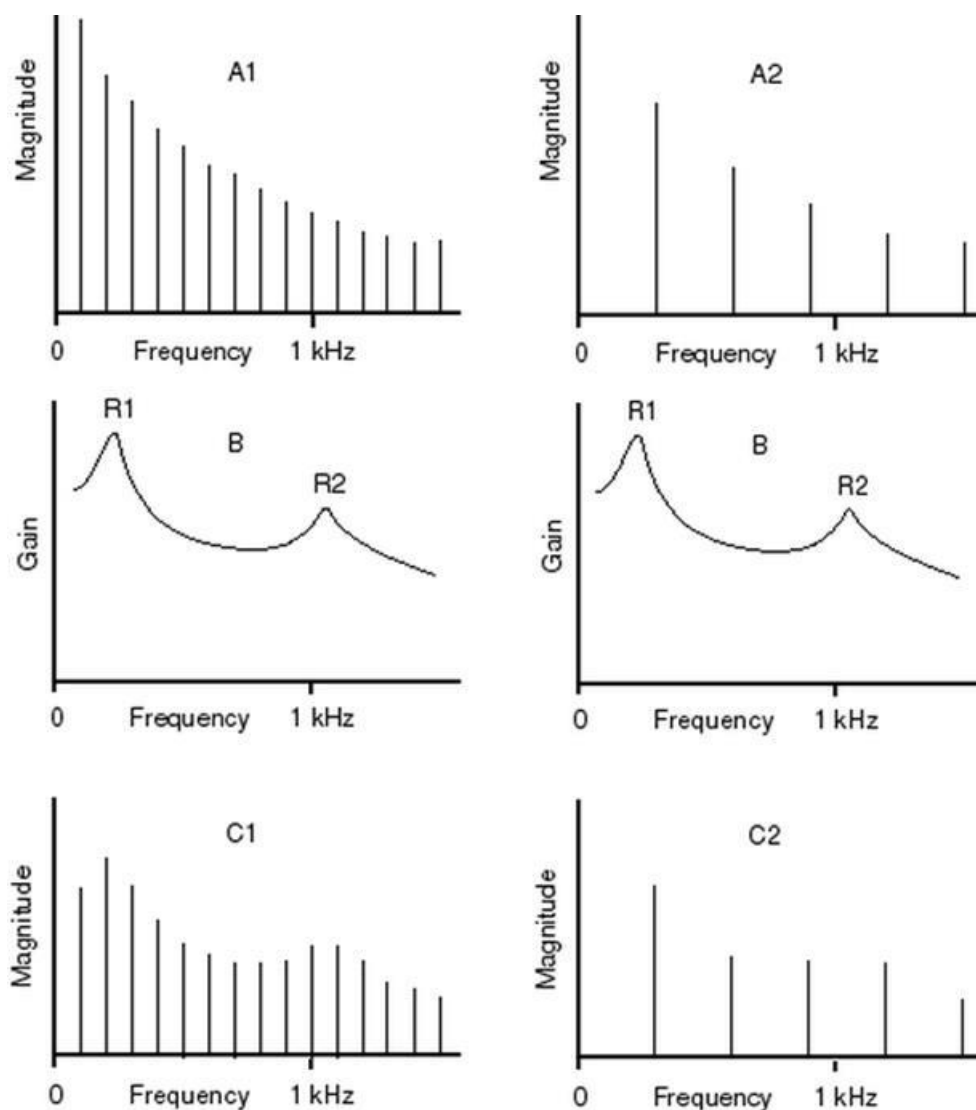 A1
Magnitude
0 Frequency 1 kHz
A2
Magnitude
0 Frequency 1 kHz
R1
B
R2
Gain
0 Frequency 1 kHz
R1
B
R2
Gain
0 Frequency 1 kHz
C1
Magnitude
0 Frequency 1 kHz
C2
Magnitude
0 Frequency 1 kHz